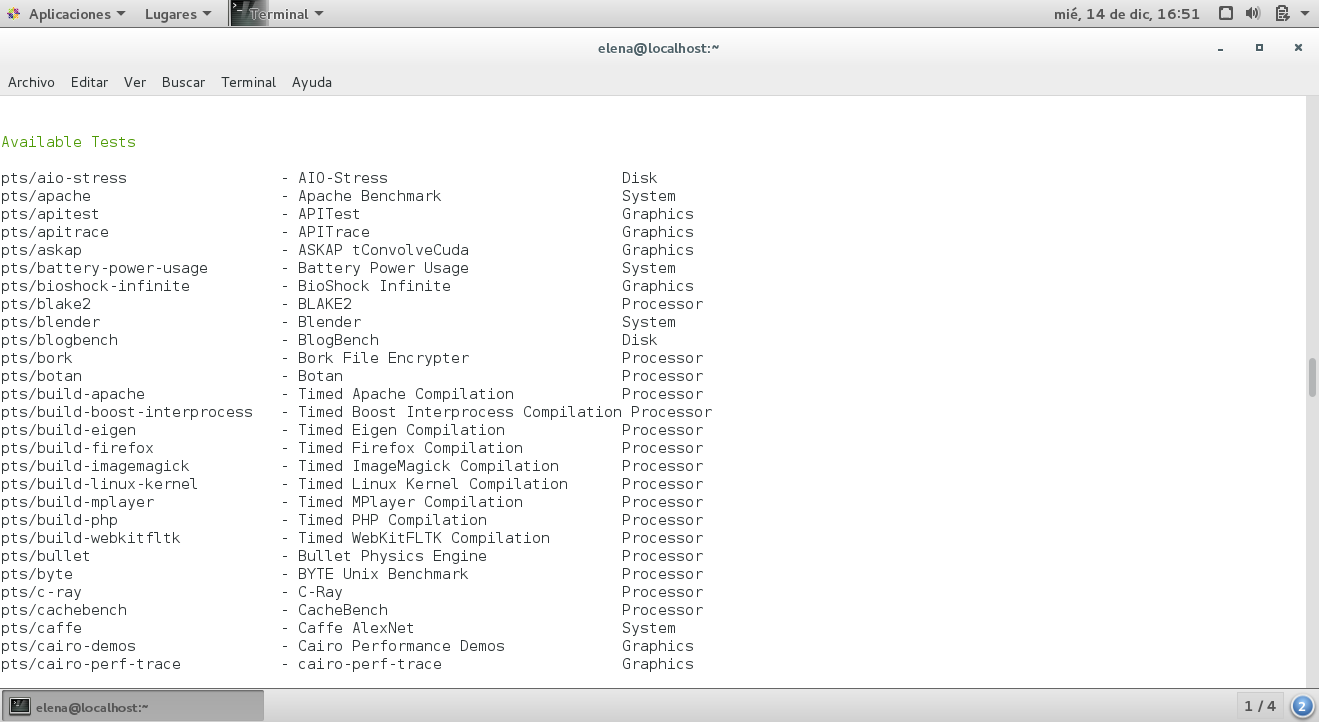 Aplicaciones Lugares Terminal mié, 14 de dic, 16:51
elena@localhost:~
Archivo Editar Ver Buscar Terminal Ayuda
Available Tests
pts/aio-stress - AIO-Stress Disk
pts/apache - Apache Benchmark System
pts/apitest - APITest Graphics
pts/apitrace - APITrace Graphics
pts/askap - ASKAP tConvolveCuda Graphics
pts/battery-power-usage - Battery Power Usage System
pts/bioshock-infinite - BioShock Infinite Graphics
pts/blake2 - BLAKE2 Processor
pts/blender - Blender System
pts/blogbench - BlogBench Disk
pts/bork - Bork File Encrypter Processor
pts/botan - Botan Processor
pts/build-apache - Timed Apache Compilation Processor
pts/build-boost-interprocess - Timed Boost Interprocess Compilation Processor
pts/build-eigen - Timed Eigen Compilation Processor
pts/build-firefox - Timed Firefox Compilation Processor
pts/build-imagemagick - Timed ImageMagick Compilation Processor
pts/build-linux-kernel - Timed Linux Kernel Compilation Processor
pts/build-mplayer - Timed MPlayer Compilation Processor
pts/build-php - Timed PHP Compilation Processor
pts/build-webkitfltk - Timed WebKitFLTK Compilation Processor
pts/bullet - Bullet Physics Engine Processor
pts/byte - BYTE Unix Benchmark Processor
pts/c-ray - C-Ray Processor
pts/cachebench - CacheBench Processor
pts/caffe - Caffe AlexNet System
pts/cairo-demos - Cairo Performance Demos Graphics
pts/cairo-perf-trace - cairo-perf-trace Graphics
elena@localhost:~ 1 / 4 2